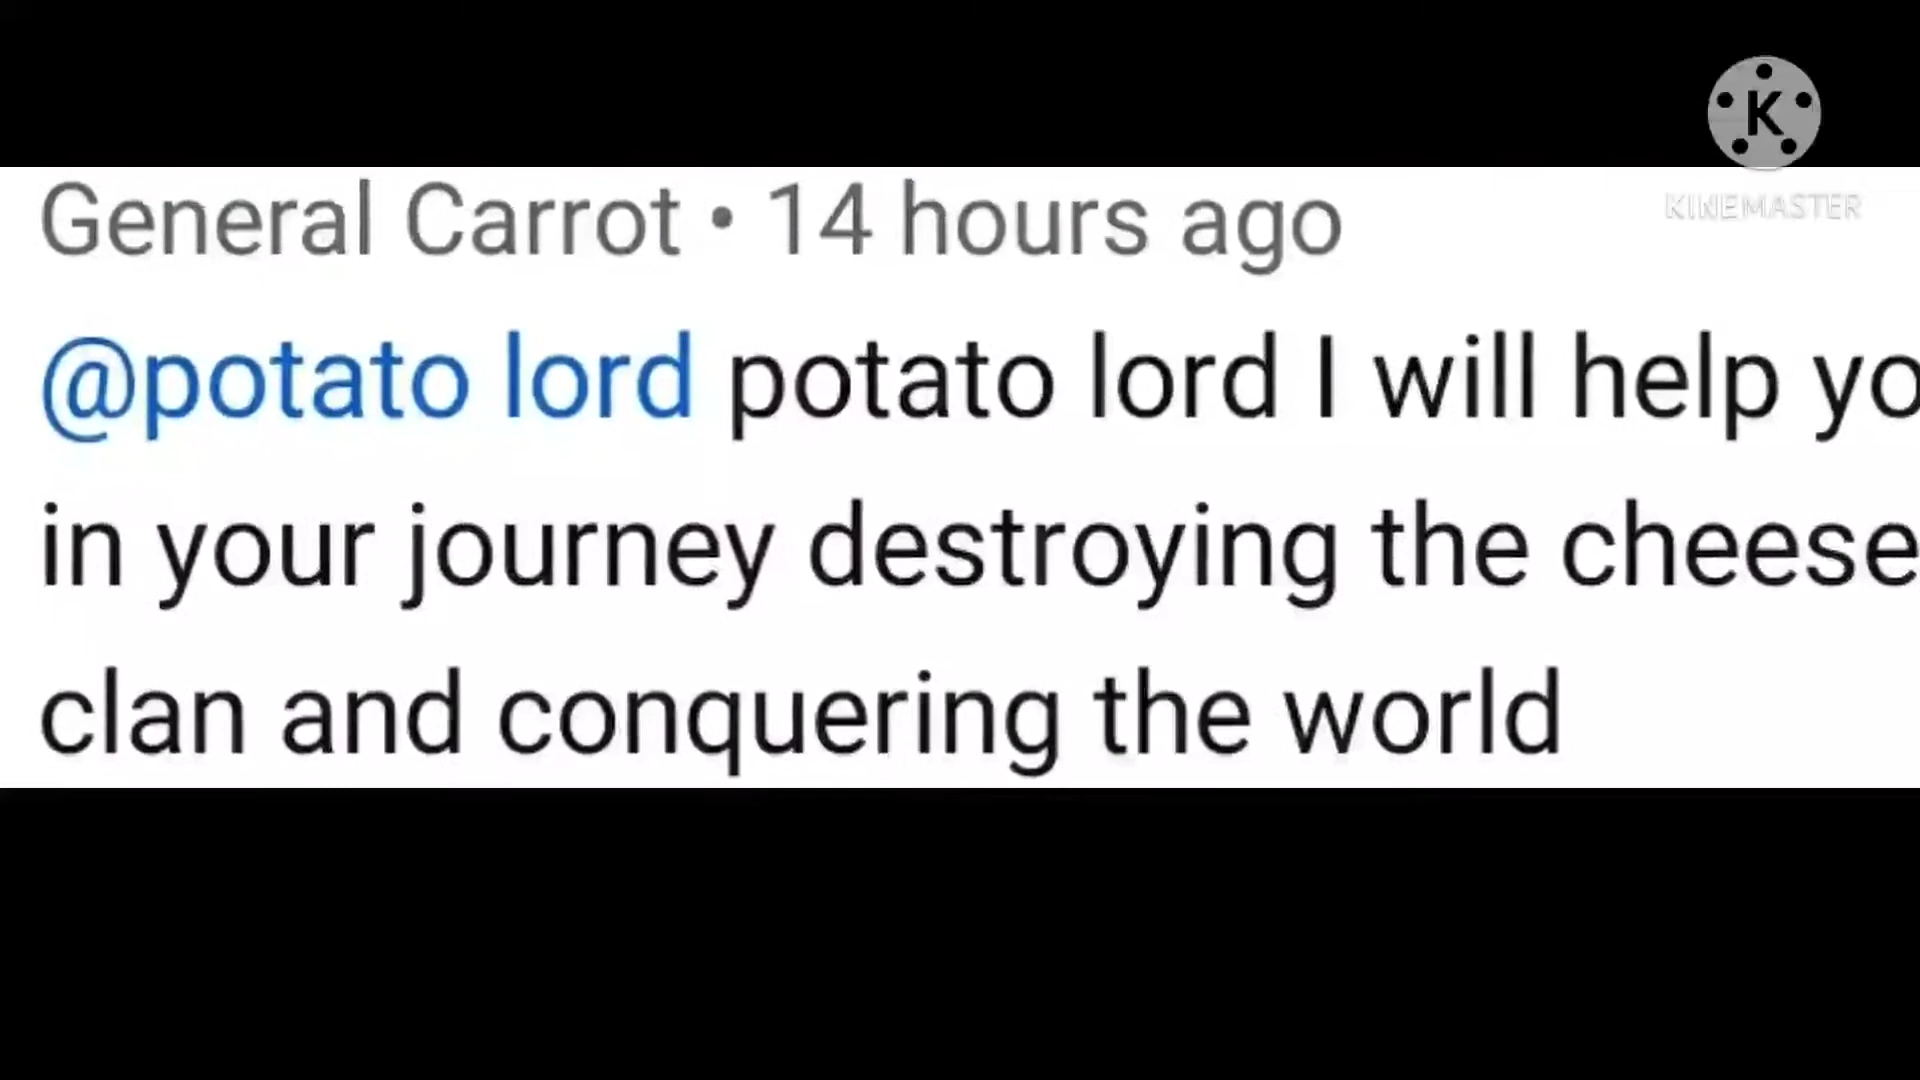 K
KINEMASTER
General Carrot • 14 hours ago
@potato lord potato lord I will help yo
in your journey destroying the cheese
clan and conquering the world